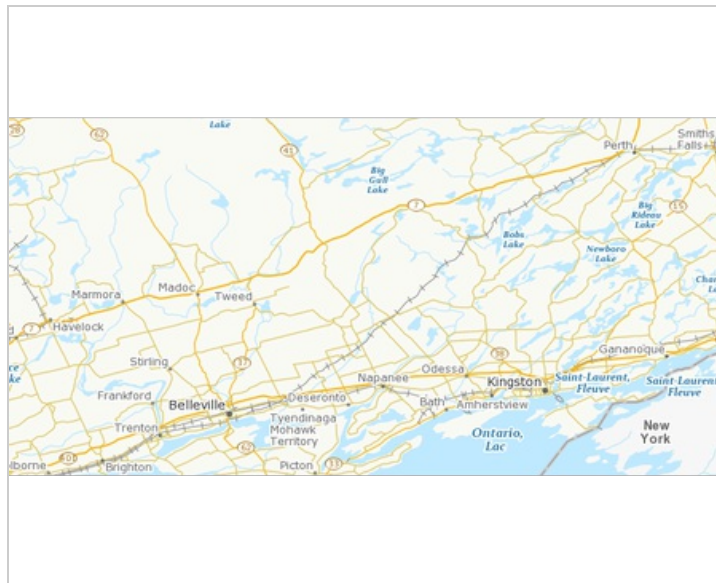 28
62
Lake
41
Big
Gull
Lake
Perth
Smiths
Falls
7
Big
Rideau
Lake
15
Bobs
Lake
Newboro
Lake
Marmora
Madoc
Tweed
7
Havelock
Stirling
37
Odessa
38
Gananoque
Frankford
Belleville
Deseronto
Napanee
Kingston
Saint-Laurent,
Fleuve
Saint-Laurent
Fleuve
Bath
Amherstview
Trenton
Tyendinaga
Mohawk
Territory
62
Ontario,
Lac
New
York
401
Brighton
Picton
33